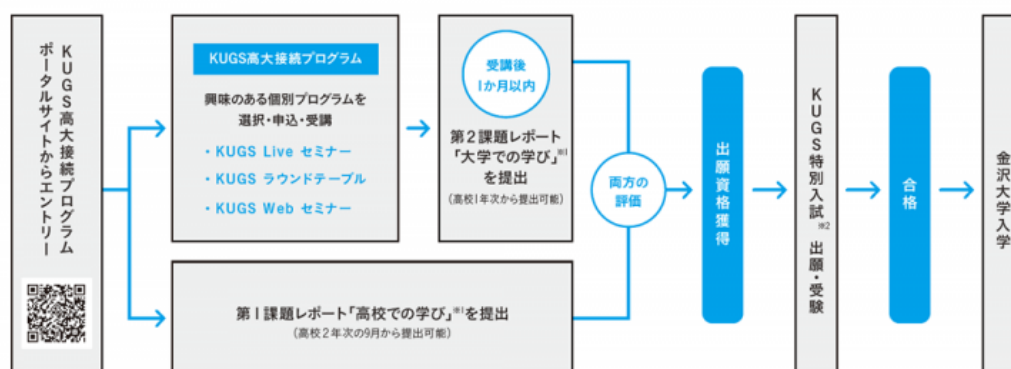 KUGS高大接続プログラム
ポータルサイトからエントリー
KUGS高大接続プログラム
興味のある個別プログラムを
選択・申込・受講
・KUGS Live セミナー
・KUGS ラウンドテーブル
・KUGS Web セミナー
受講後
1か月以内
第2課題レポート
「大学での学び」※1
を提出
(高校1年次から提出可能)
第1課題レポート「高校での学び」※1を提出
(高校2年次の9月から提出可能)
両方の
評価
出願資格獲得
KUGS特別入試※2 出願・受験
合格
金沢大学入学